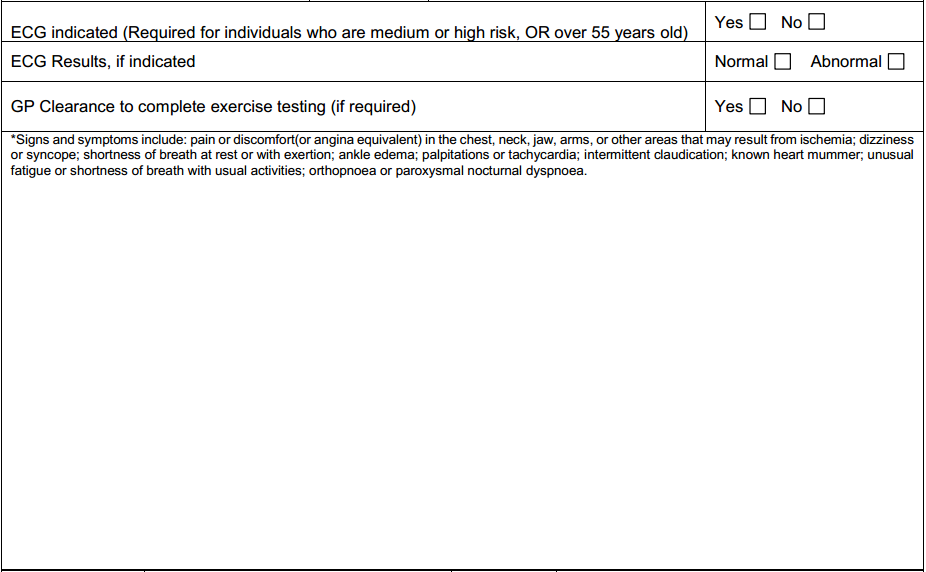 ECG indicated (Required for individuals who are medium or high risk, OR over 55 years old) Yes ☐ No ☐
ECG Results, if indicated Normal ☐ Abnormal ☐
GP Clearance to complete exercise testing (if required) Yes ☐ No ☐
*Signs and symptoms include: pain or discomfort(or angina equivalent) in the chest, neck, jaw, arms, or other areas that may result from ischemia; dizziness
or syncope; shortness of breath at rest or with exertion; ankle edema; palpitations or tachycardia; intermittent claudication; known heart mummer; unusual
fatigue or shortness of breath with usual activities; orthopnoea or paroxysmal nocturnal dyspnoea.